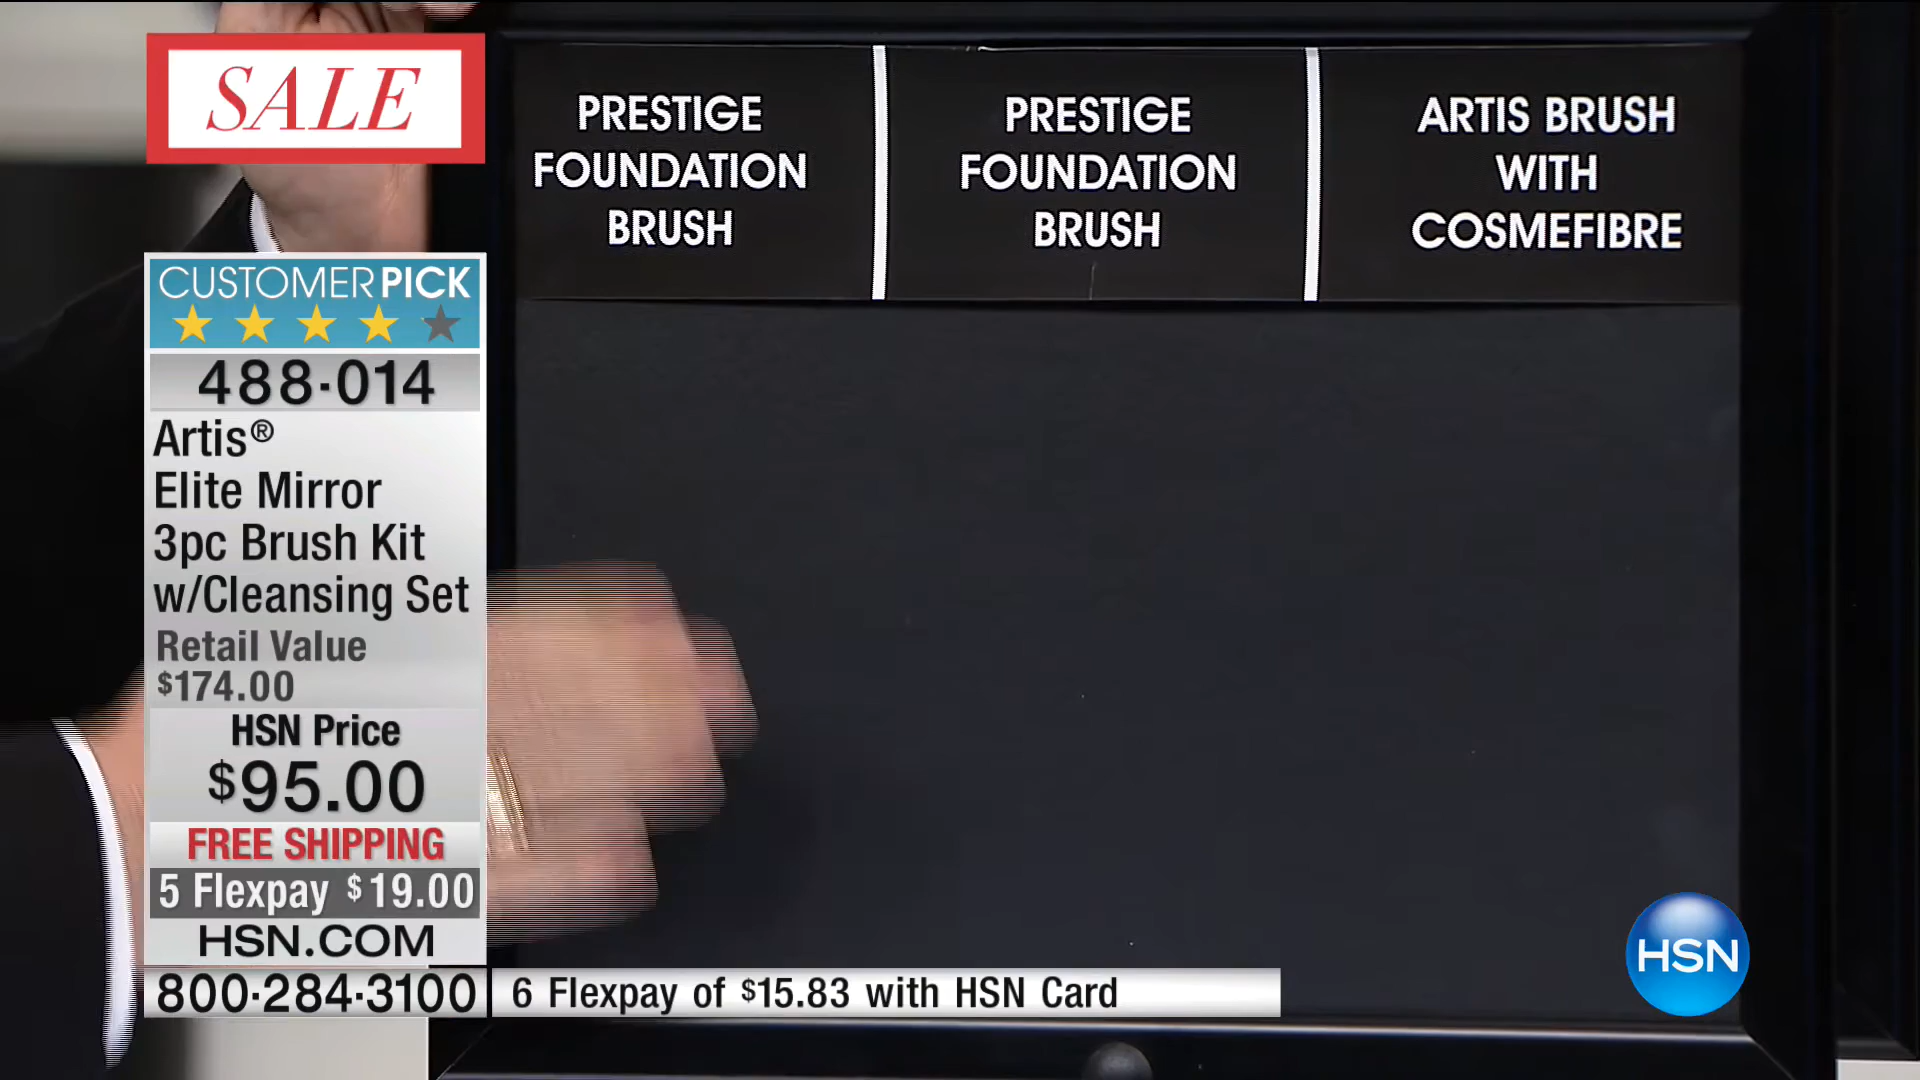 SALE
CUSTOMER PICK
488·014
Artis®
Elite Mirror
3pc Brush Kit
w/Cleansing Set
Retail Value
$174.00
HSN Price
$95.00
FREE SHIPPING
5 Flexpay $19.00
HSN.COM
800·284·3100
6 Flexpay of $15.83 with HSN Card
PRESTIGE
FOUNDATION
BRUSH
PRESTIGE
FOUNDATION
BRUSH
ARTIS BRUSH
WITH
COSMEFIBRE
HSN